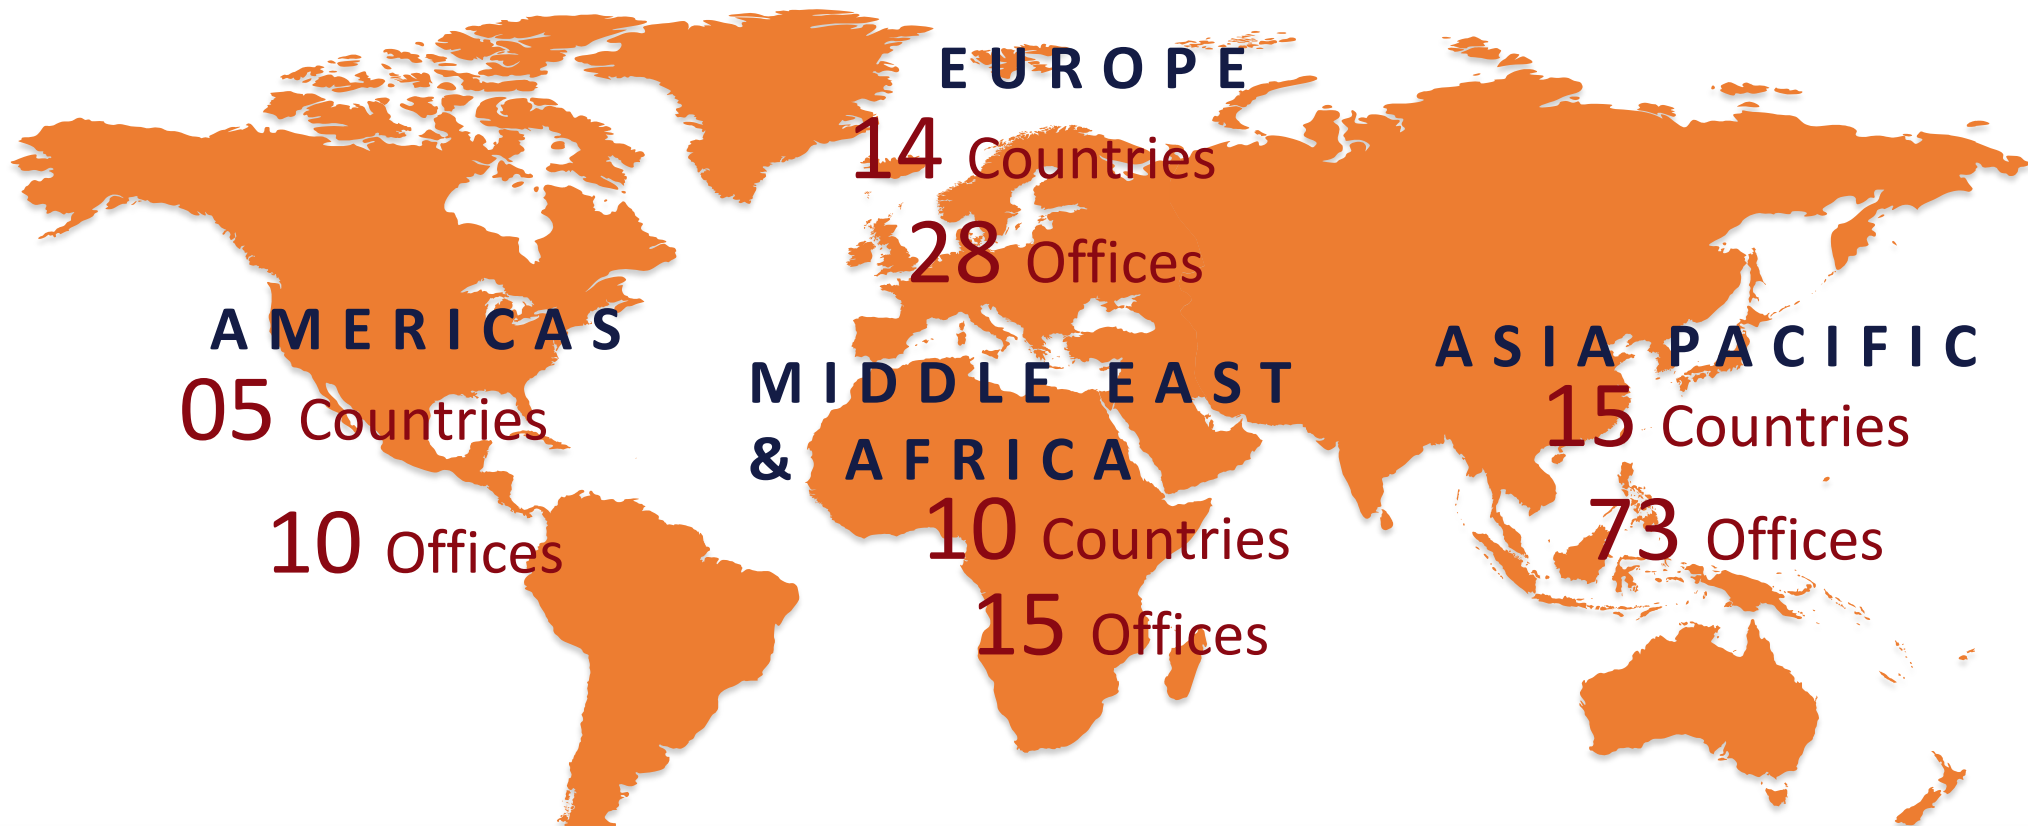 EUROPE
14 Countries
28 Offices
AMERICAS
05 Countries
10 Offices
MIDDLE EAST
& AFRICA
10 Countries
15 Offices
ASIA PACIFIC
15 Countries
73 Offices